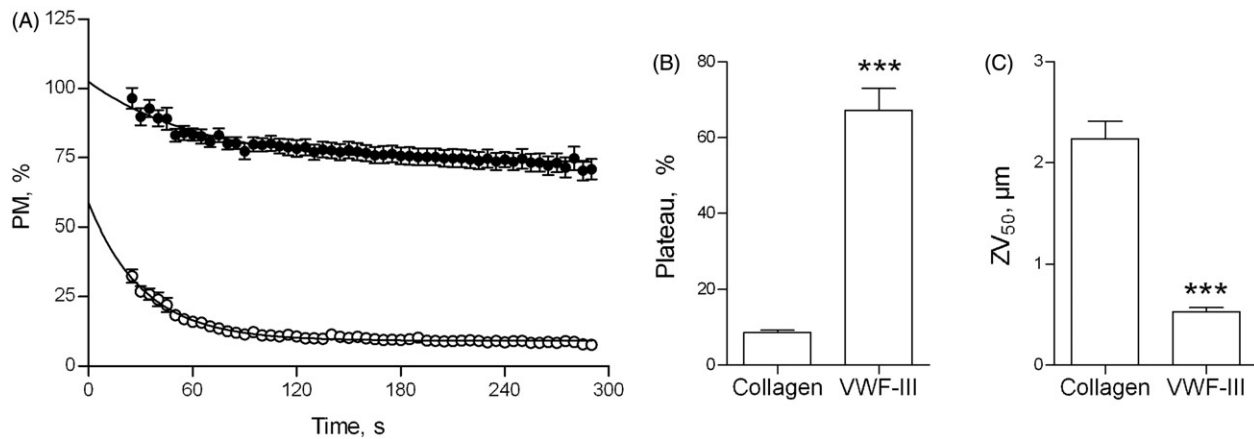 (A)
125
100
75
50
25
0
PM, %
0 60 120 180 240 300
Time, s
(B)
80
60
40
20
0
Plateau, %
***
Collagen VWF-III
(C)
3
2
1
0
ZV50, µm
***
Collagen VWF-III